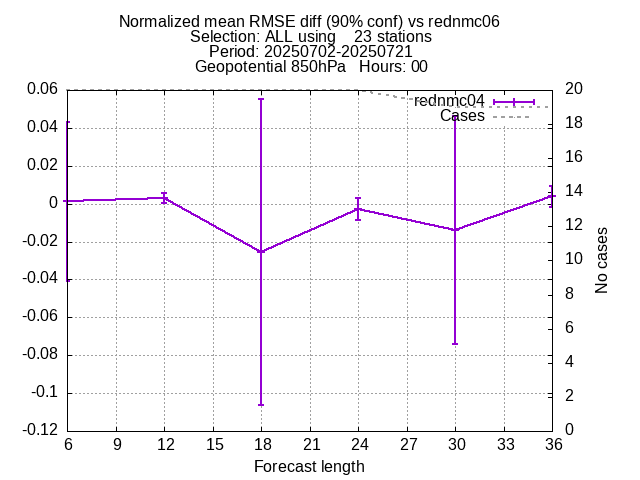 Normalized mean RMSE diff (90% conf) vs rednmc06
Selection: ALL using    23 stations
Period: 20250702-20250721
Geopotential 850hPa   Hours: 00
rednmc04
Cases
0.06
0.04
0.02
0
-0.02
-0.04
-0.06
-0.08
-0.1
-0.12
20
18
16
14
12
10
8
6
4
2
0
No cases
6 9 12 15 18 21 24 27 30 33 36
Forecast length